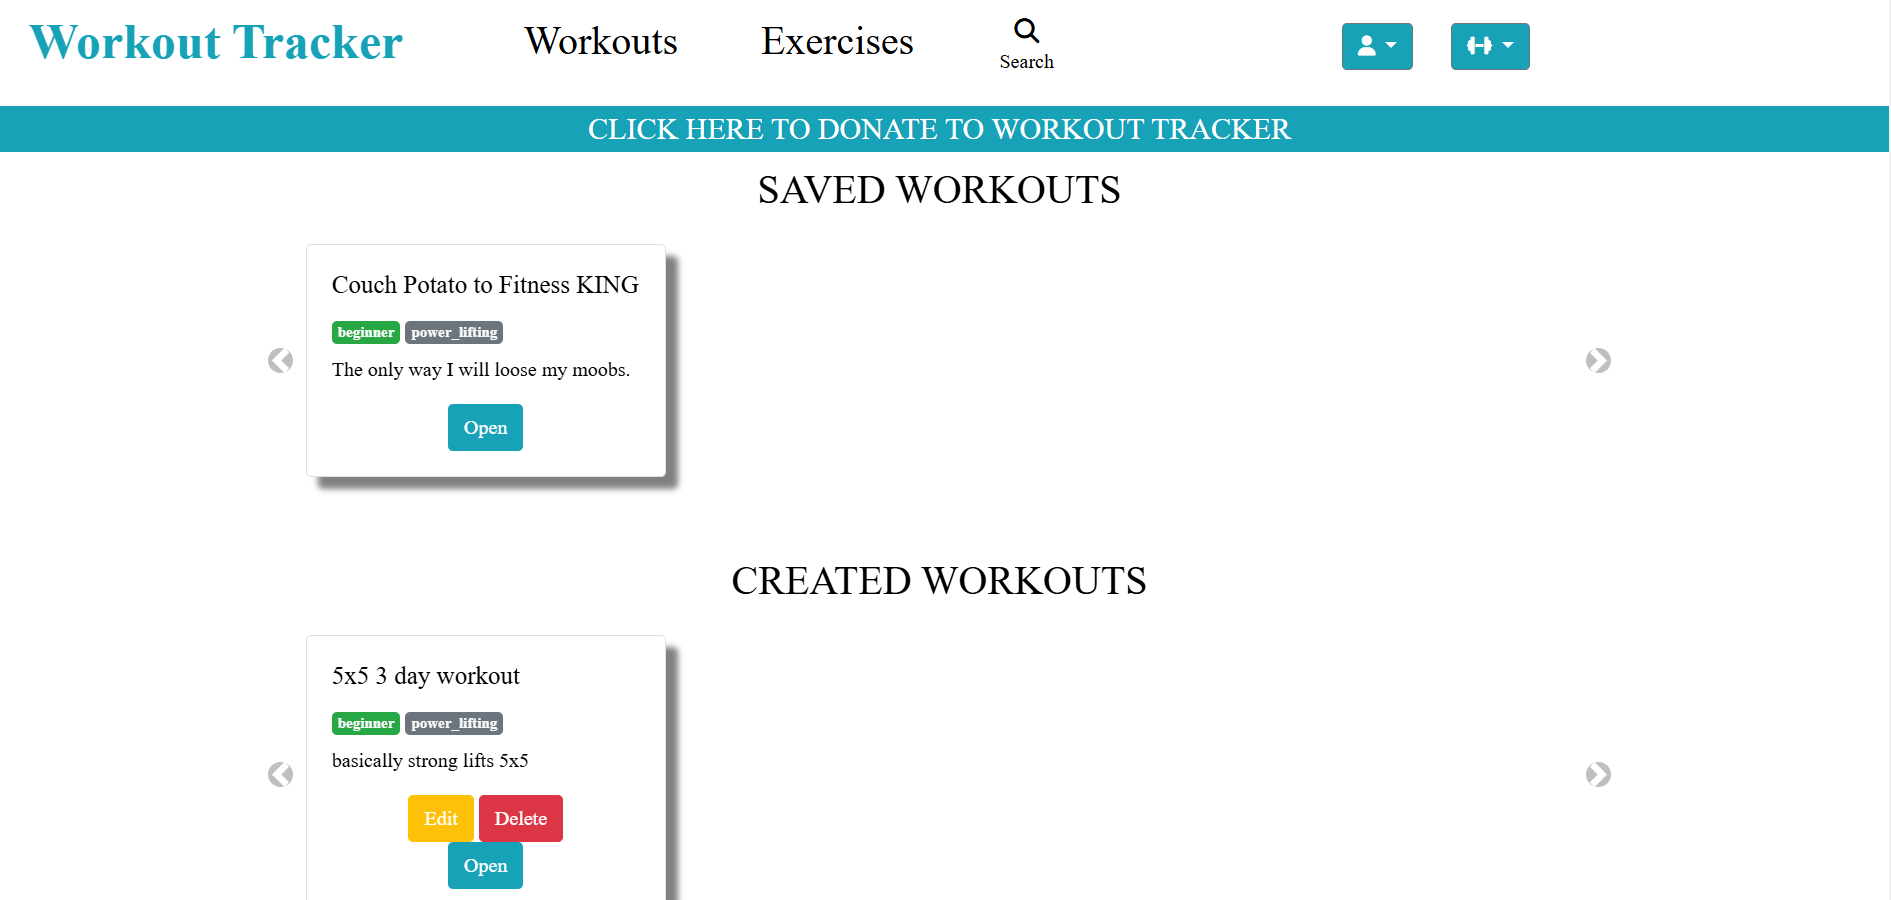 Workout Tracker
Workouts
Exercises
Search
CLICK HERE TO DONATE TO WORKOUT TRACKER
SAVED WORKOUTS
Couch Potato to Fitness KING
beginner power_lifting
The only way I will loose my moobs.
Open
CREATED WORKOUTS
5x5 3 day workout
beginner power_lifting
basically strong lifts 5x5
Edit Delete
Open